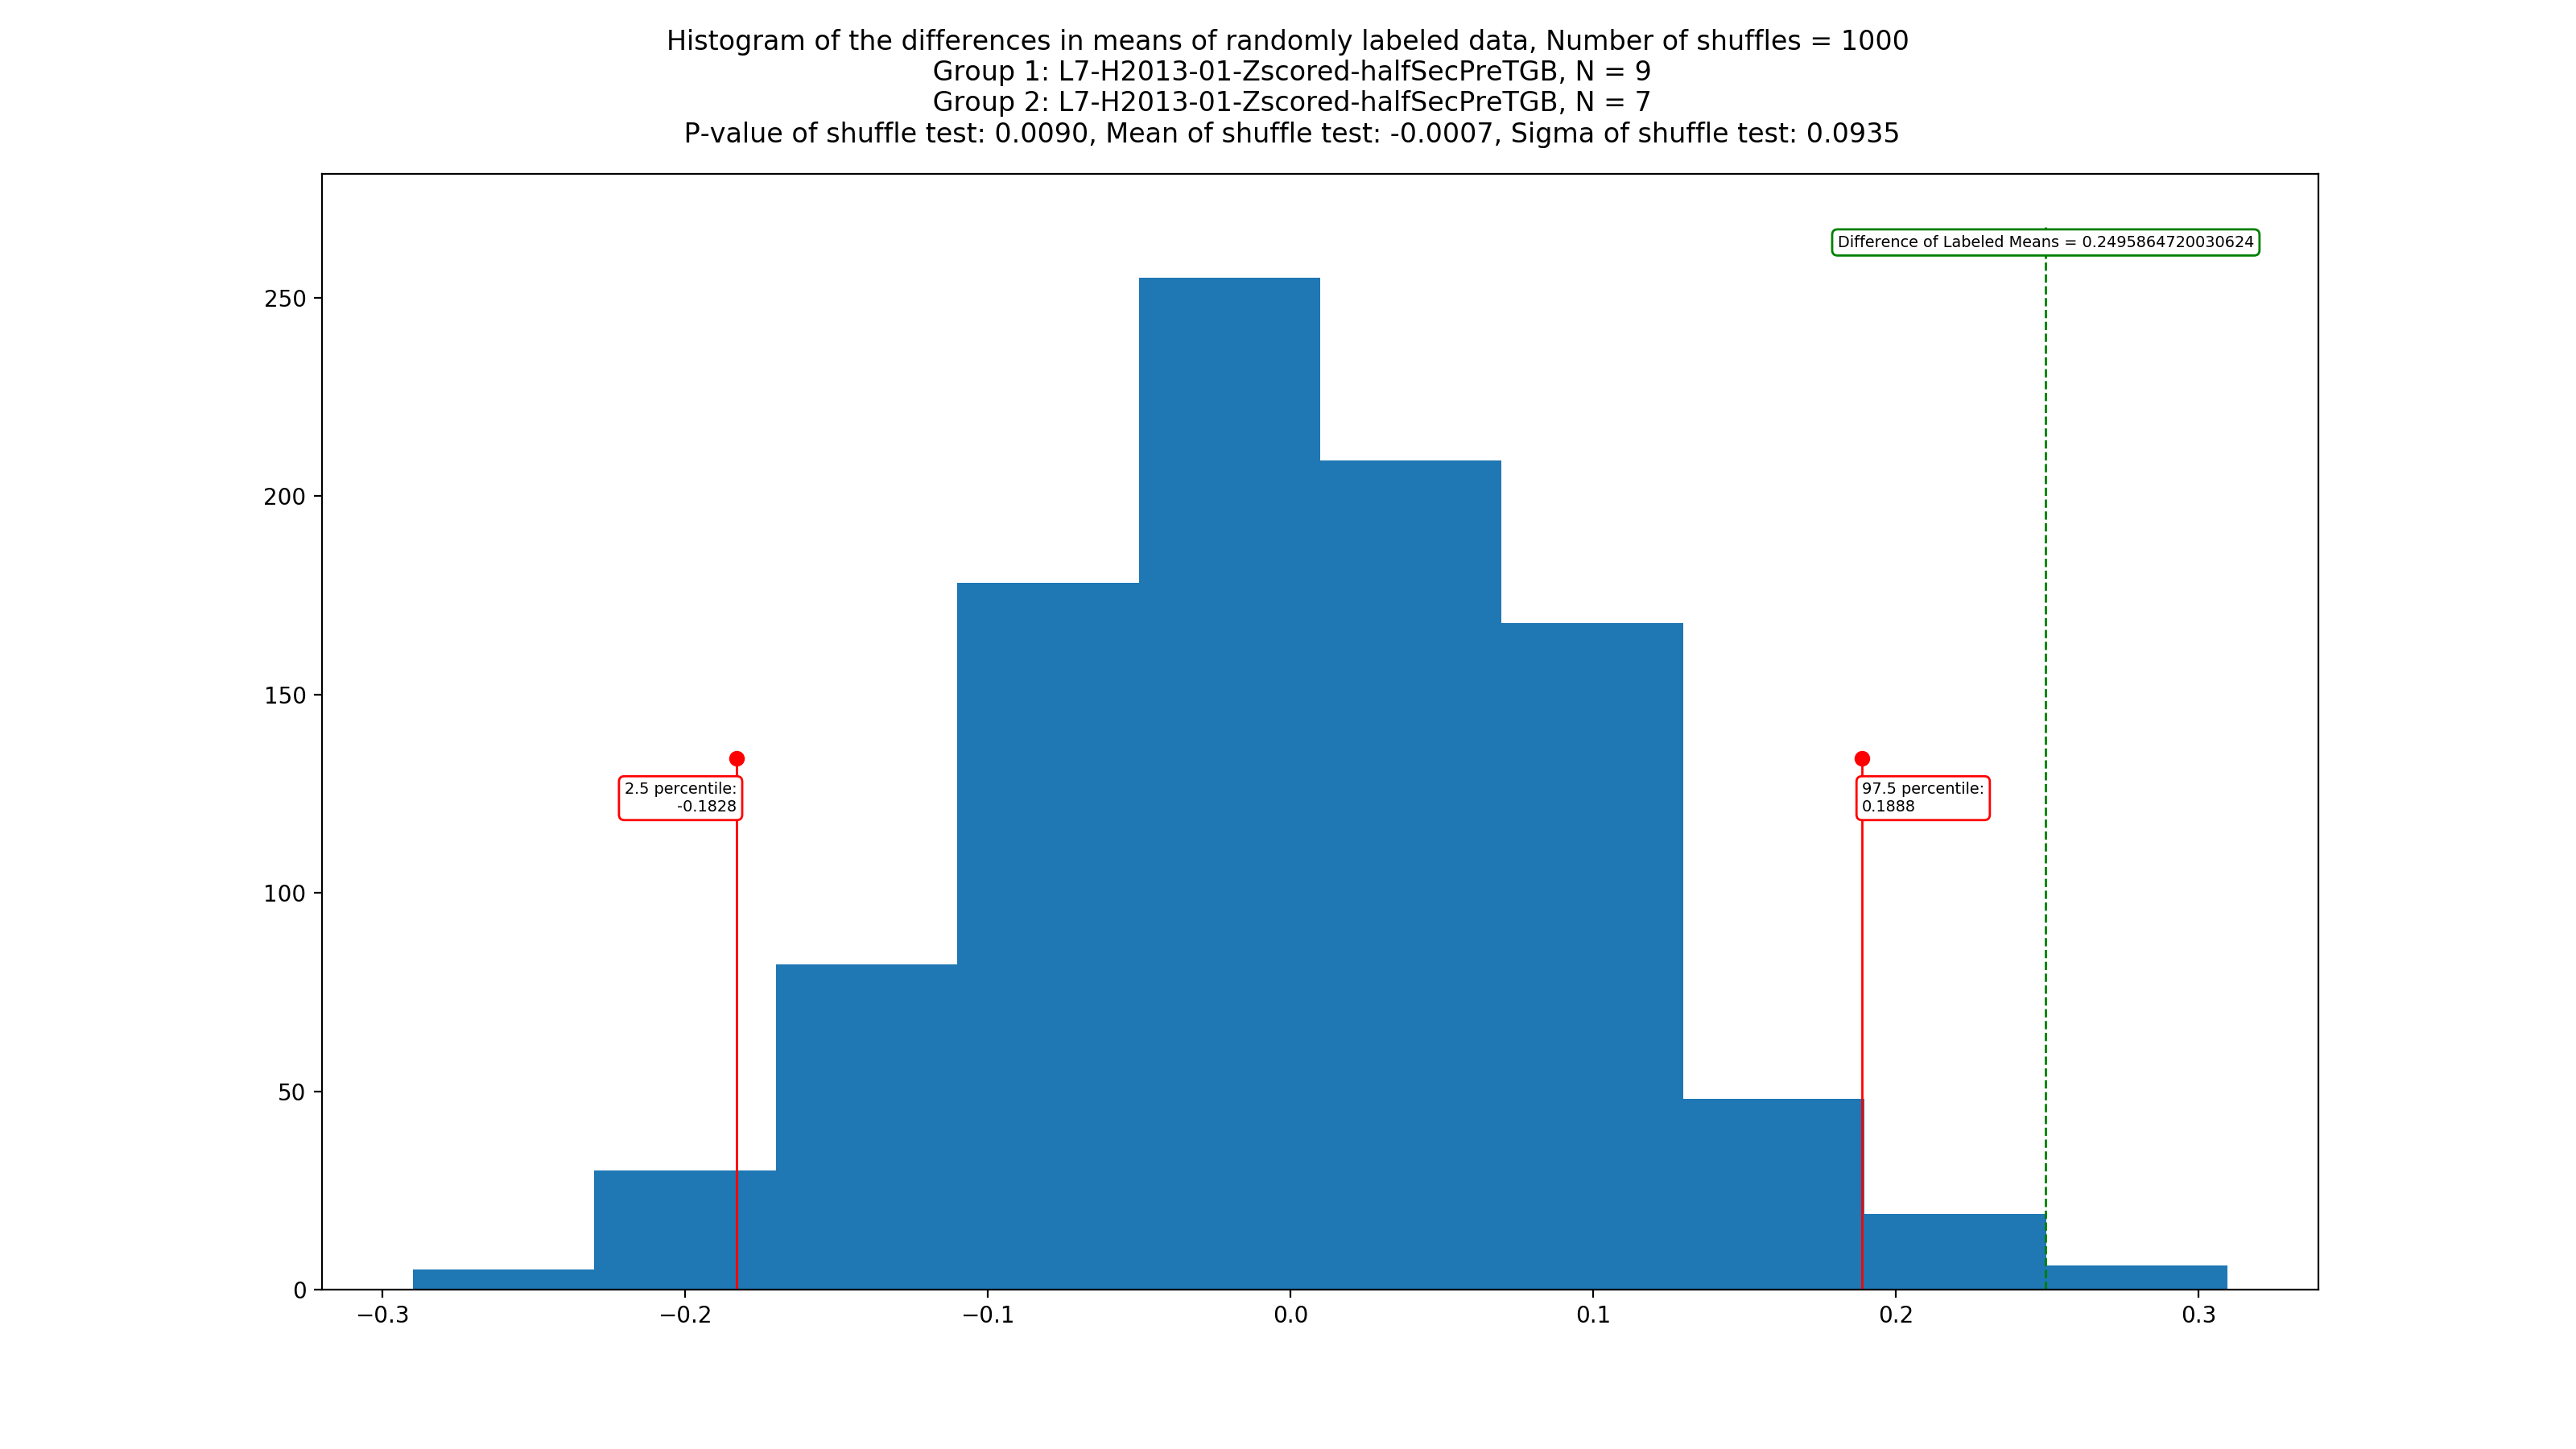 Histogram of the differences in means of randomly labeled data, Number of shuffles = 1000
Group 1: L7-H2013-01-Zscored-halfSecPreTGB, N = 9
Group 2: L7-H2013-01-Zscored-halfSecPreTGB, N = 7
P-value of shuffle test: 0.0090, Mean of shuffle test: -0.0007, Sigma of shuffle test: 0.0935
Difference of Labeled Means = 0.2495864720030624
250
200
150
2.5 percentile:
-0.1828
97.5 percentile:
0.1888
100
50
0
−0.3 −0.2 −0.1 0.0 0.1 0.2 0.3